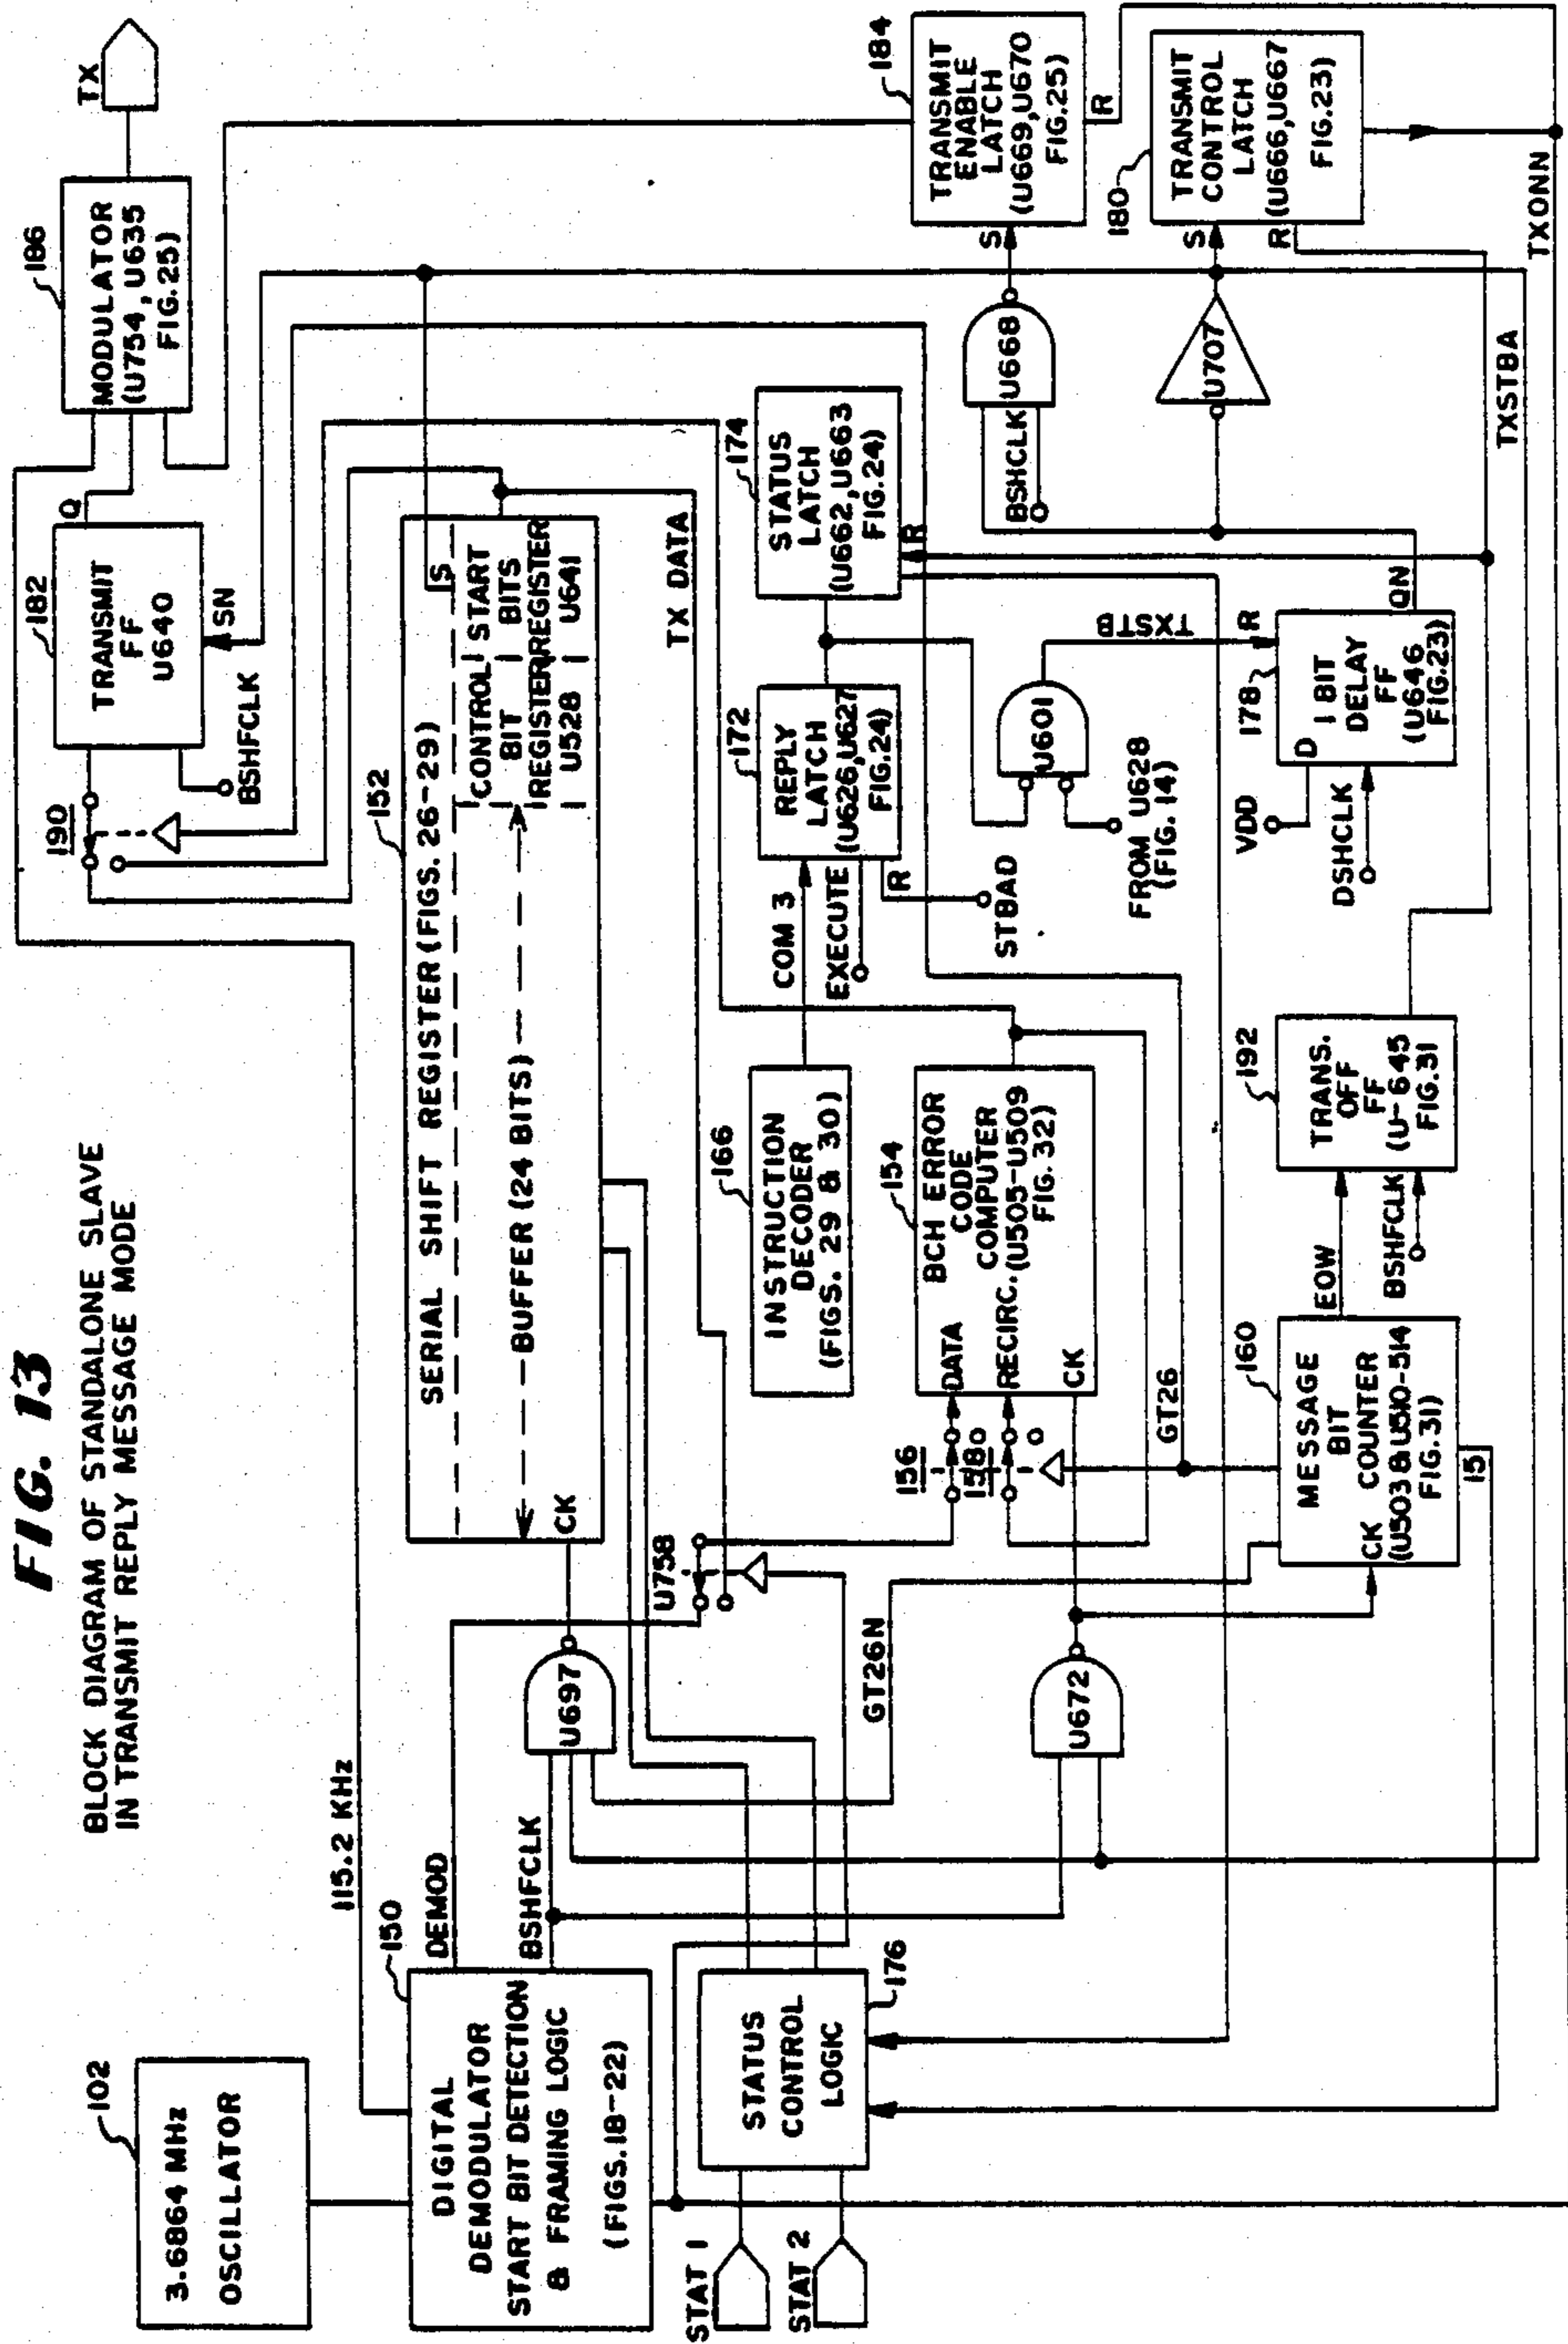 FIG. 13
BLOCK DIAGRAM OF STANDALONE SLAVE
IN TRANSMIT REPLY MESSAGE MODE
102
3.6864 MHz
OSCILLATOR
115.2 KHz
150
DIGITAL
DEMODULATOR
START BIT DETECTION
& FRAMING LOGIC
(FIGS.18-22)
DEMOD
BSHFCLK
U697
152
SERIAL SHIFT REGISTER (FIGS. 26-29)
BUFFER (24 BITS)
CK
CONTROL
BIT
REGISTER
U528
S
START
BITS
REGISTER
U641
190
182
TRANSMIT
FF
U640
Q
SN
BSHFCLK
186
MODULATOR
(U754, U635
FIG.25)
TX
STAT 1
STAT 2
STATUS
CONTROL
LOGIC
176
U758
TX DATA
166
INSTRUCTION
DECODER
(FIGS. 29 & 30)
COM 3
EXECUTE
172
REPLY
LATCH
(U626,U627
FIG.24)
R
STBAD
174
STATUS
LATCH
(U662,U663
FIG.24)
R
GT26N
156
158
DATA
RECIRC.
CK
154
BCH ERROR
CODE
COMPUTER
(U505-U509
FIG.32)
U672
GT26
U601
FROM U628
(FIG. 14)
TXSTB
BSHCLK
U668
S
184
TRANSMIT
ENABLE
LATCH
(U669,U670
FIG.25)
R
160
MESSAGE
BIT
COUNTER
CK
(U503 & U510-514
FIG.31)
15
EOW
BSHFCLK
192
TRANS.
OFF
FF
(U-645
FIG.31
VDD
DSHCLK
178
D
1 BIT
DELAY
FF
(U646
FIG.23)
R
QN
U707
180
S
R
TRANSMIT
CONTROL
LATCH
(U666,U667
FIG.23)
TXSTBA
TXONN